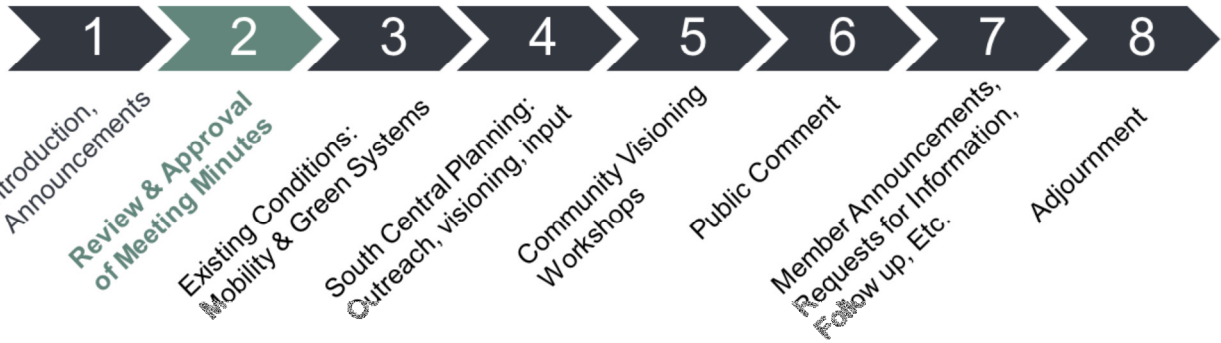 1 2 3 4 5 6 7 8
Announcements
Review & Approval
of Meeting Minutes
Existing Conditions:
Mobility & Green Systems
South Central Planning:
Outreach, visioning, input
Community Visioning
Workshops
Public Comment
Member Announcements,
Requests for Information,
Follow up, Etc.
Adjournment